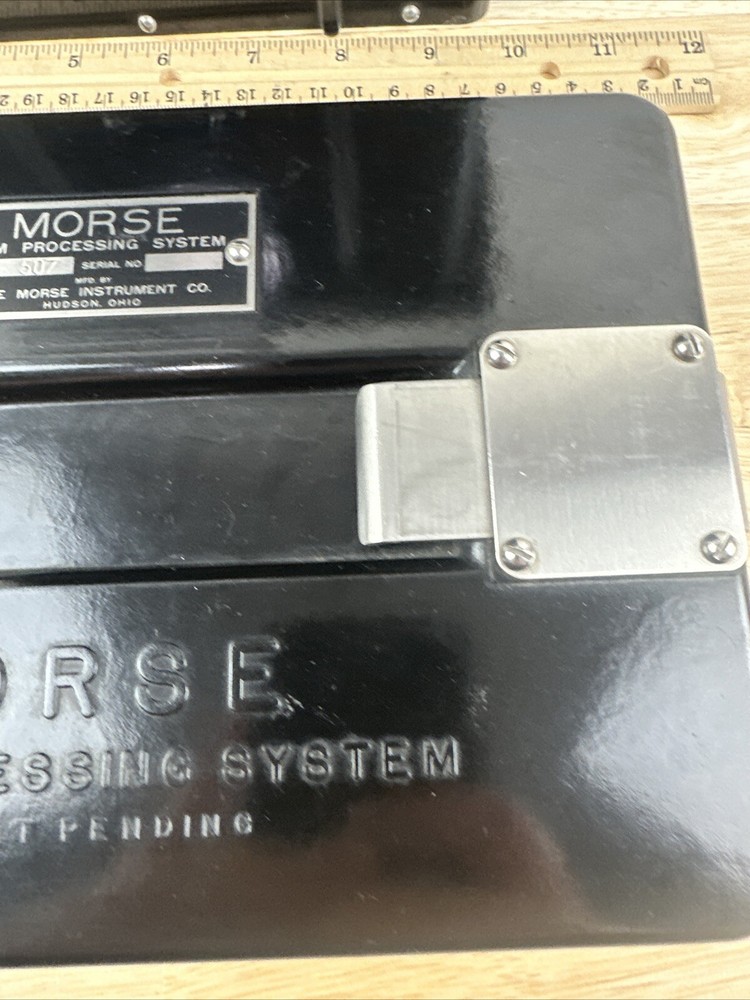 5 6 7 8 9 10 11 12
20 19 18 17 16 15 14 13 12 11 10 9 8 7 6 5 4 3 2 1
MORSE
M PROCESSING SYSTEM
607 SERIAL NO
MFD. BY
E MORSE INSTRUMENT CO.
HUDSON, OHIO
ORSE
ESSING SYSTEM
T PENDING